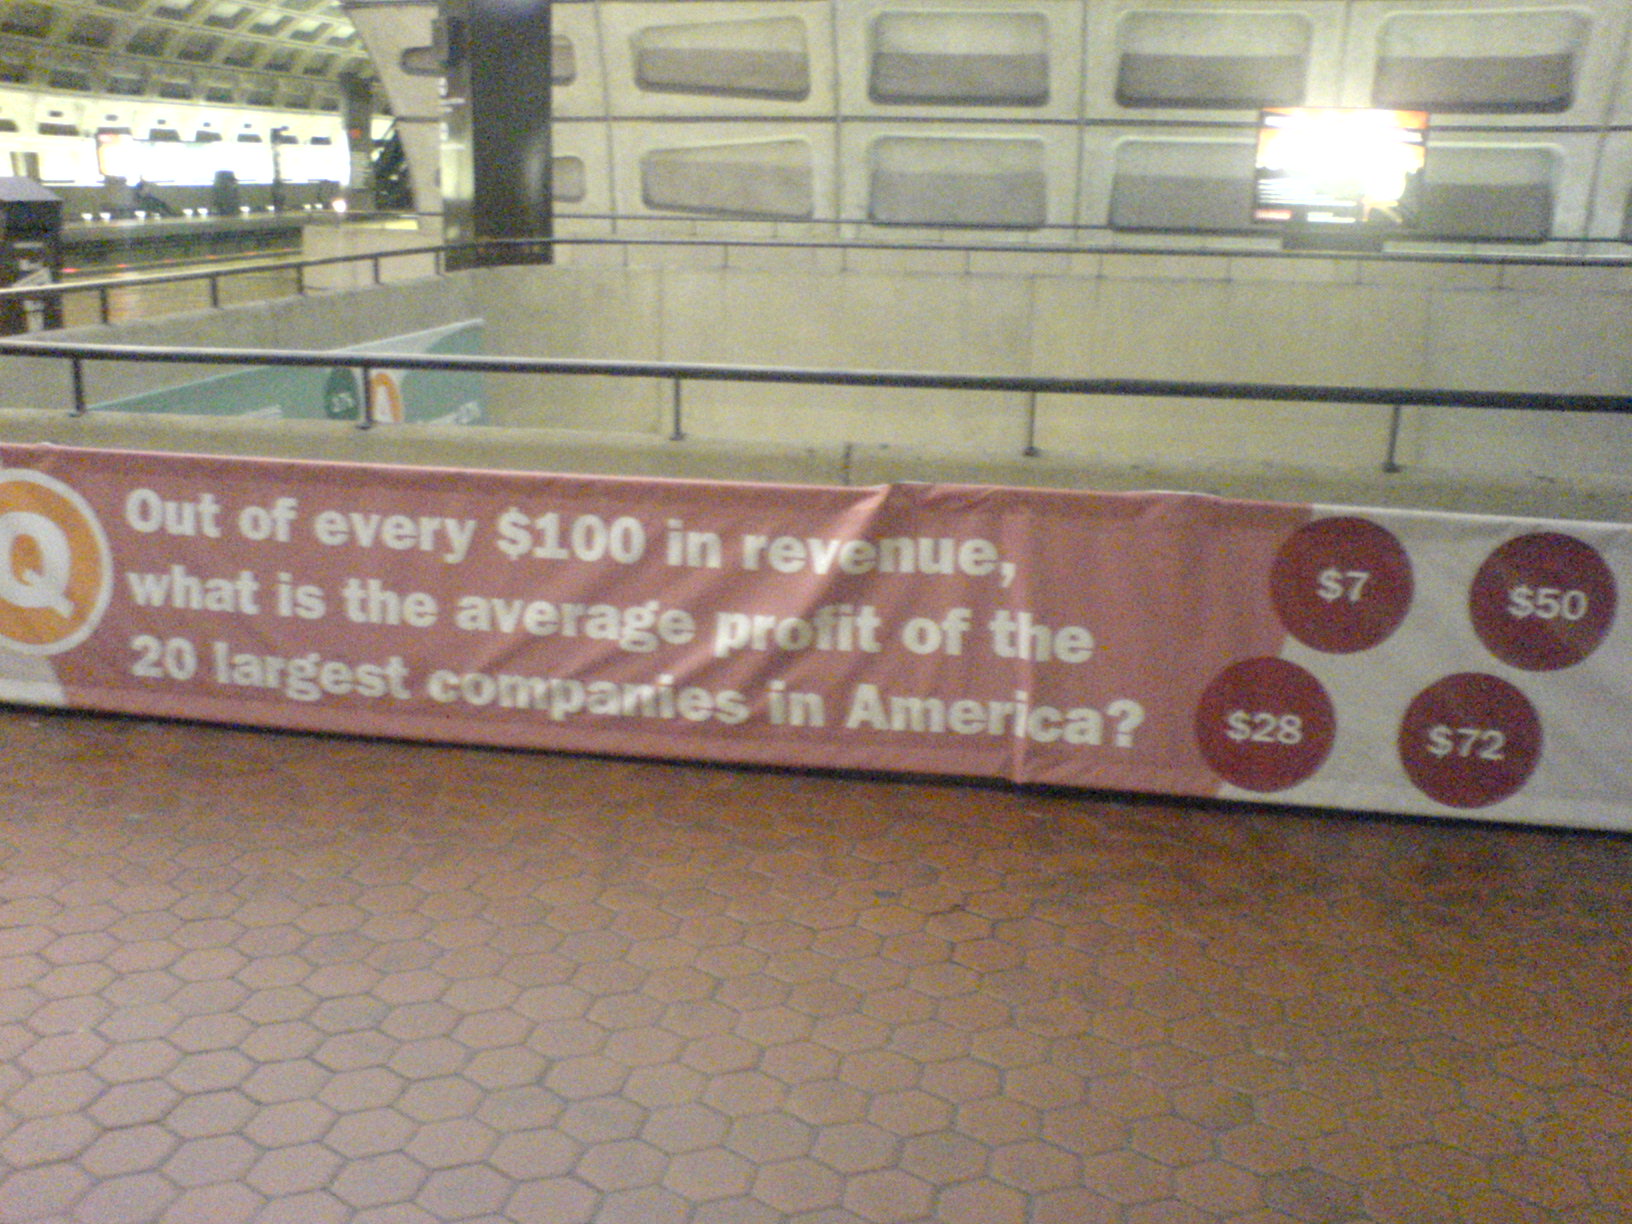 Q
Out of every $100 in revenue,
what is the average profit of the
20 largest companies in America?
$7
$50
$28
$72